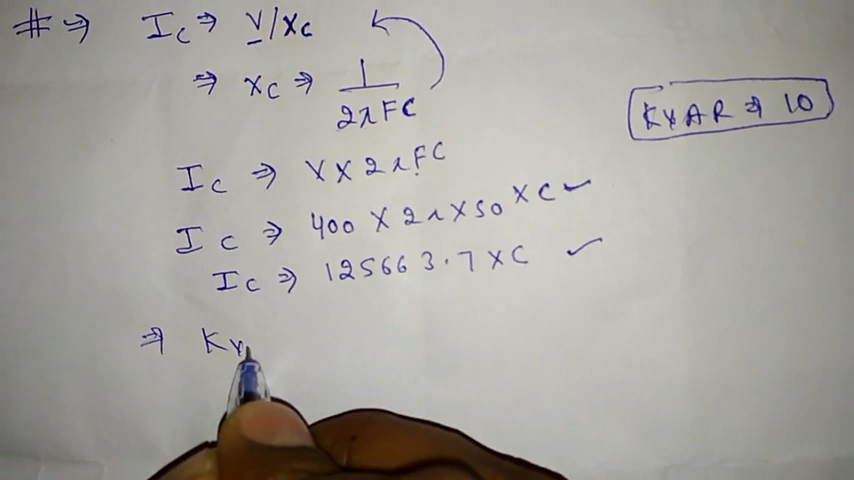 # ⇒ Ic ⇒ V/Xc
⇒ Xc ⇒ 1/2πFC
KVAR ⇒ 10
Ic ⇒ V X 2πFC
Ic ⇒ 400 X 2π X 50 X C ✓
Ic ⇒ 125663.7 X C ✓
⇒ KV